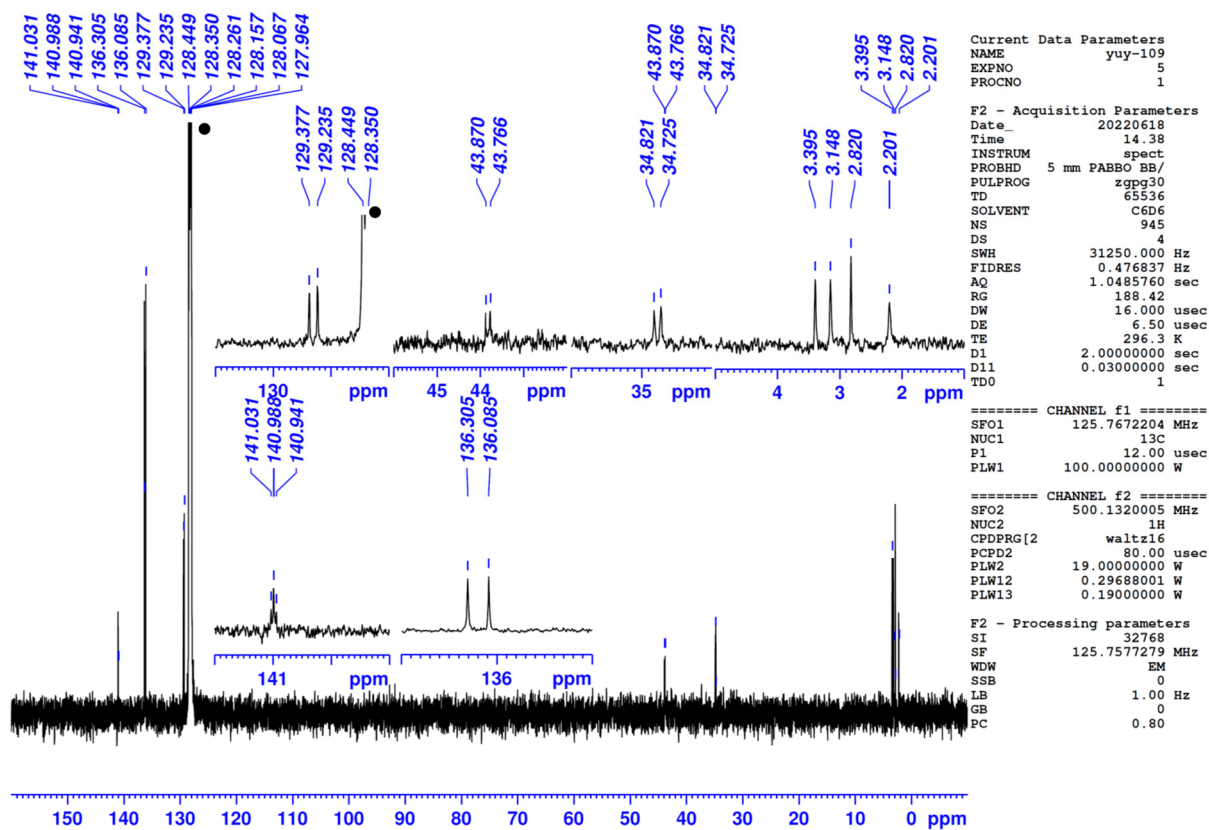 141.031
140.988
140.941
136.305
136.085
129.377
129.235
128.449
128.350
128.261
128.157
128.067
127.964
43.870
43.766
34.821
34.725
3.395
3.148
2.820
2.201
129.377
129.235
128.449
128.350
43.870
43.766
34.821
34.725
3.395
3.148
2.820
2.201
130 ppm
45 44 ppm
35 ppm
4 3 2 ppm
141.031
140.988
140.941
136.305
136.085
141 ppm
136 ppm
150 140 130 120 110 100 90 80 70 60 50 40 30 20 10 0 ppm
Current Data Parameters
NAME yuy-109
EXPNO 5
PROCNO 1
F2 - Acquisition Parameters
Date_ 20220618
Time 14.38
INSTRUM spect
PROBHD 5 mm PABBO BB/
PULPROG zgpg30
TD 65536
SOLVENT C6D6
NS 945
DS 4
SWH 31250.000 Hz
FIDRES 0.476837 Hz
AQ 1.0485760 sec
RG 188.42
DW 16.000 usec
DE 6.50 usec
TE 296.3 K
D1 2.00000000 sec
D11 0.03000000 sec
TD0 1
======== CHANNEL f1 ========
SFO1 125.7672204 MHz
NUC1 13C
P1 12.00 usec
PLW1 100.00000000 W
======== CHANNEL f2 ========
SFO2 500.1320005 MHz
NUC2 1H
CPDPRG[2 waltz16
PCPD2 80.00 usec
PLW2 19.00000000 W
PLW12 0.29688001 W
PLW13 0.19000000 W
F2 - Processing parameters
SI 32768
SF 125.7577279 MHz
WDW EM
SSB 0
LB 1.00 Hz
GB 0
PC 0.80